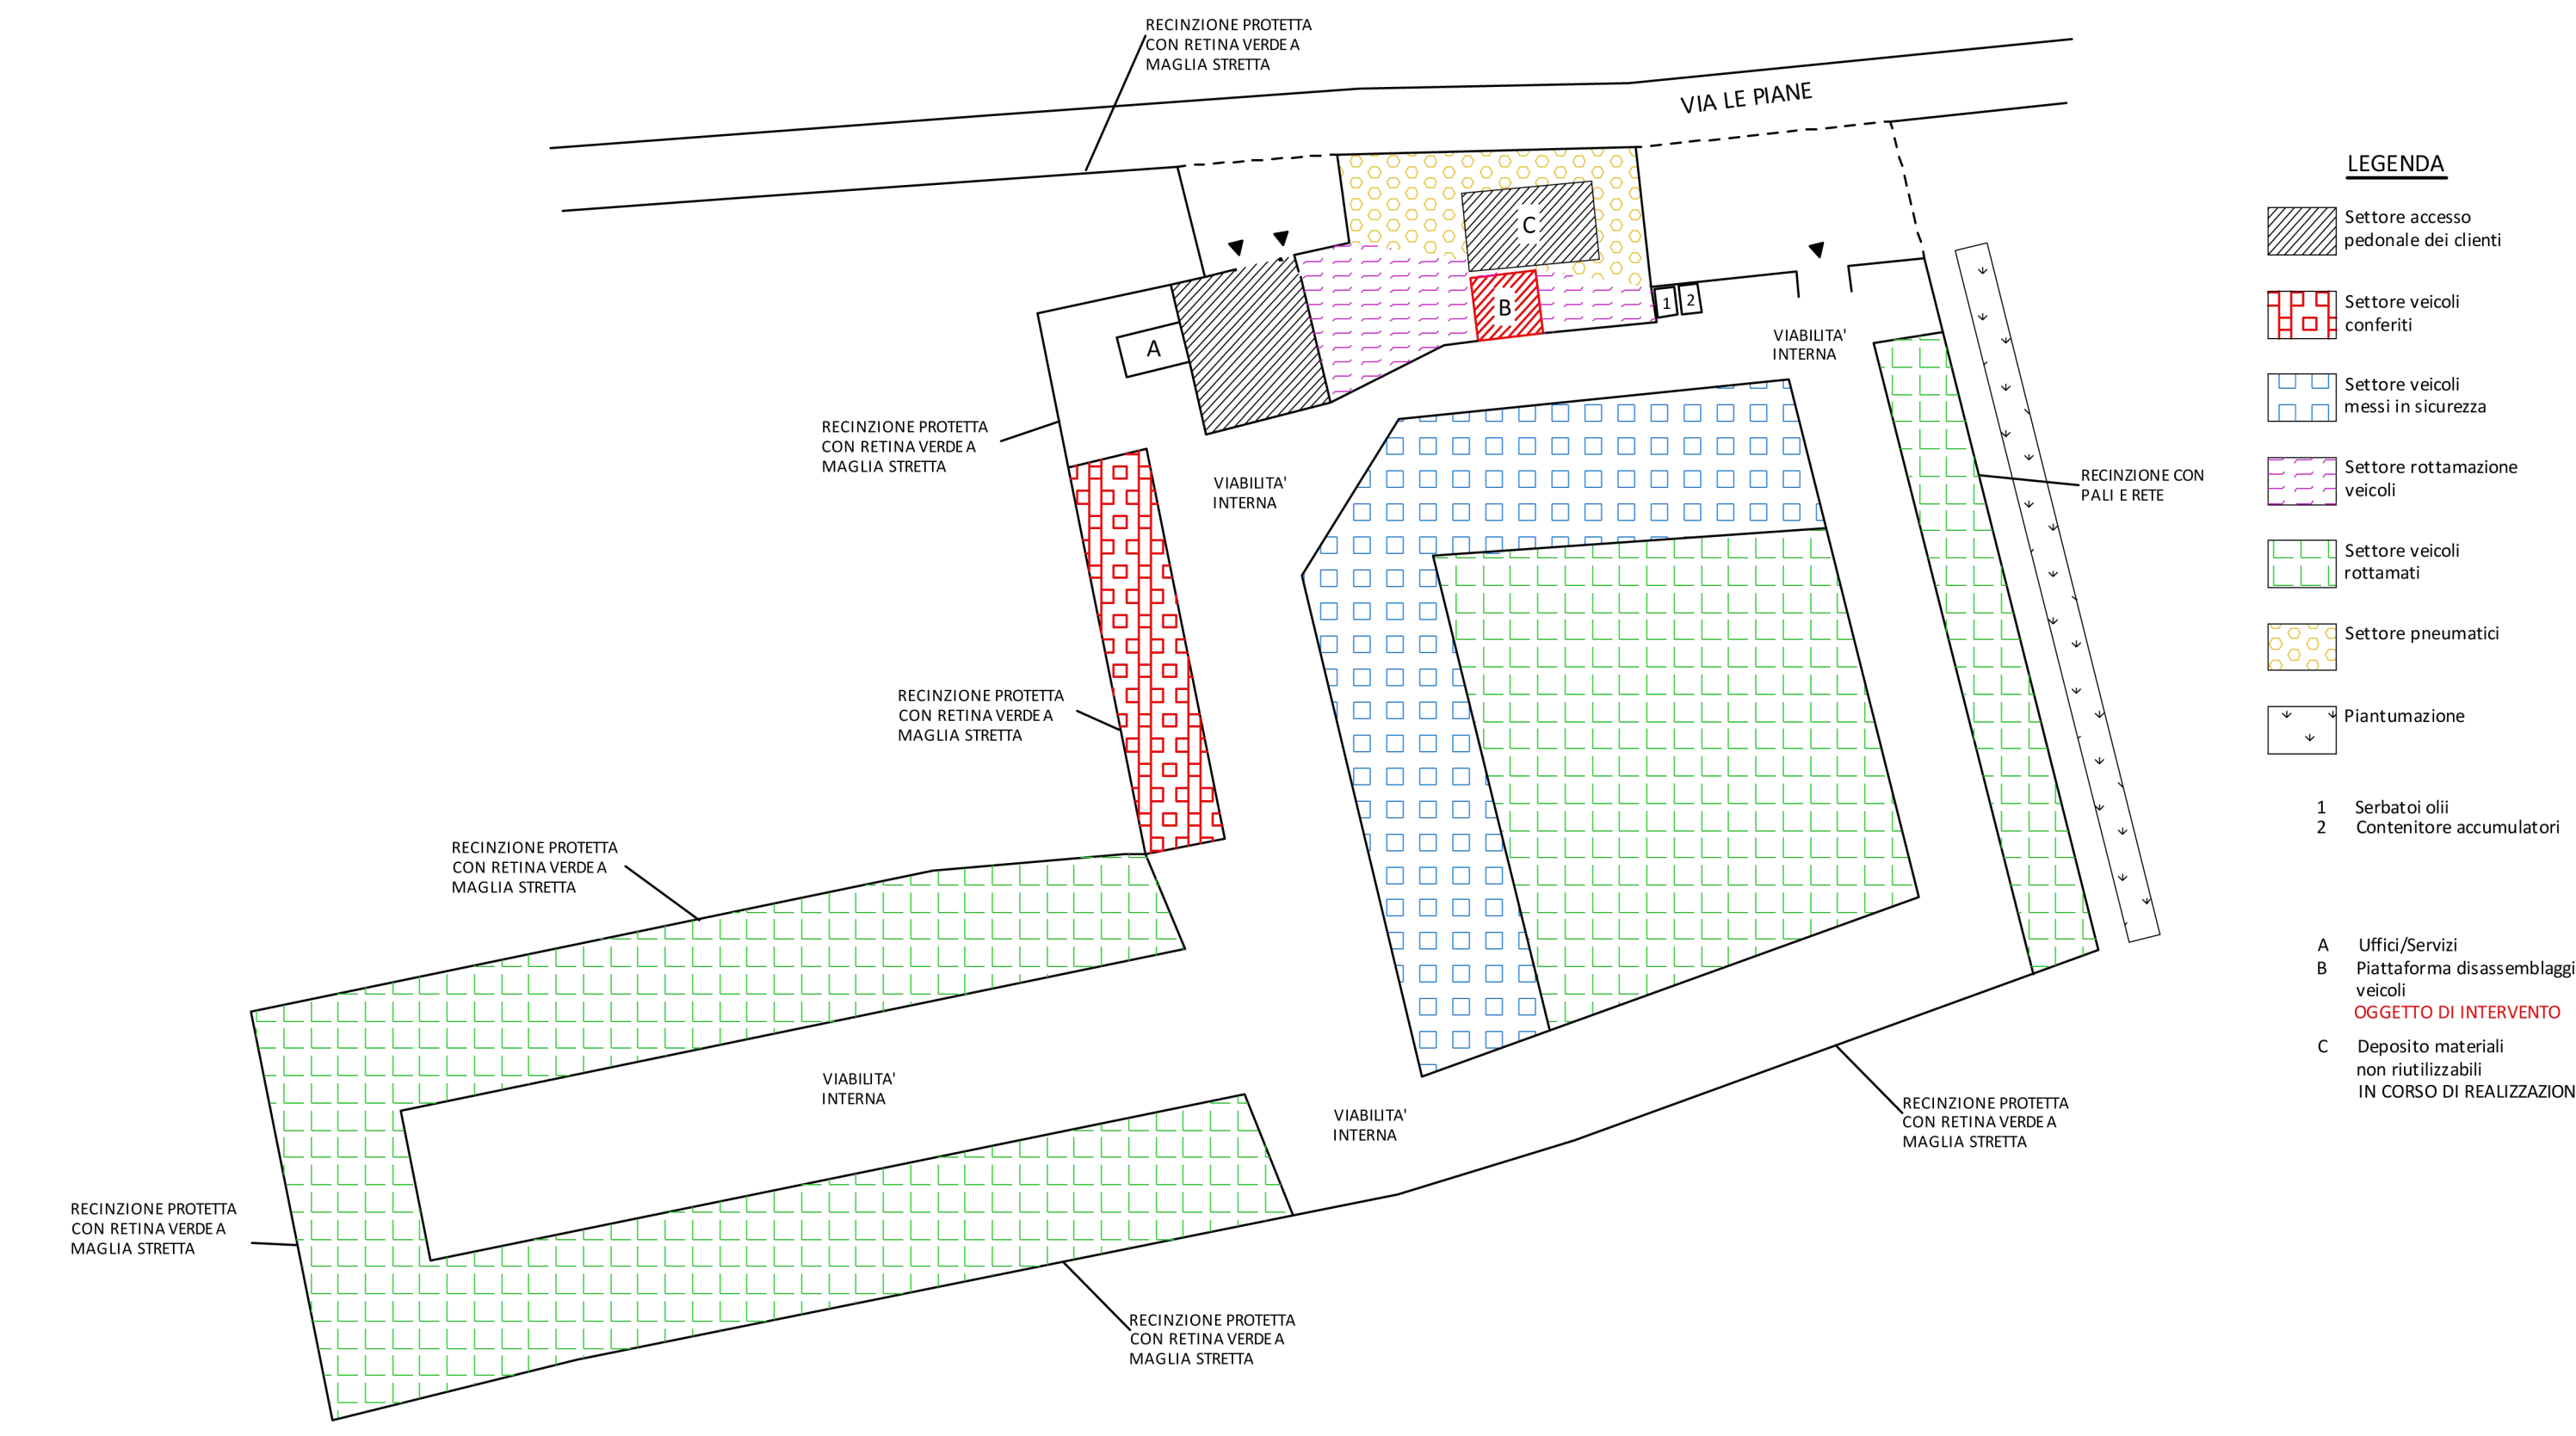 RECINZIONE PROTETTA
CON RETINA VERDE A
MAGLIA STRETTA
VIA LE PIANE
C
B
1
2
A
VIABILITA'
INTERNA
RECINZIONE PROTETTA
CON RETINA VERDE A
MAGLIA STRETTA
VIABILITA'
INTERNA
RECINZIONE CON
PALI E RETE
RECINZIONE PROTETTA
CON RETINA VERDE A
MAGLIA STRETTA
RECINZIONE PROTETTA
CON RETINA VERDE A
MAGLIA STRETTA
VIABILITA'
INTERNA
VIABILITA'
INTERNA
RECINZIONE PROTETTA
CON RETINA VERDE A
MAGLIA STRETTA
RECINZIONE PROTETTA
CON RETINA VERDE A
MAGLIA STRETTA
RECINZIONE PROTETTA
CON RETINA VERDE A
MAGLIA STRETTA
LEGENDA
Settore accesso
pedonale dei clienti
Settore veicoli
conferiti
Settore veicoli
messi in sicurezza
Settore rottamazione
veicoli
Settore veicoli
rottamati
Settore pneumatici
Piantumazione
1 Serbatoi olii
2 Contenitore accumulatori
A Uffici/Servizi
B Piattaforma disassemblaggi
veicoli
OGGETTO DI INTERVENTO
C Deposito materiali
non riutilizzabili
IN CORSO DI REALIZZAZION